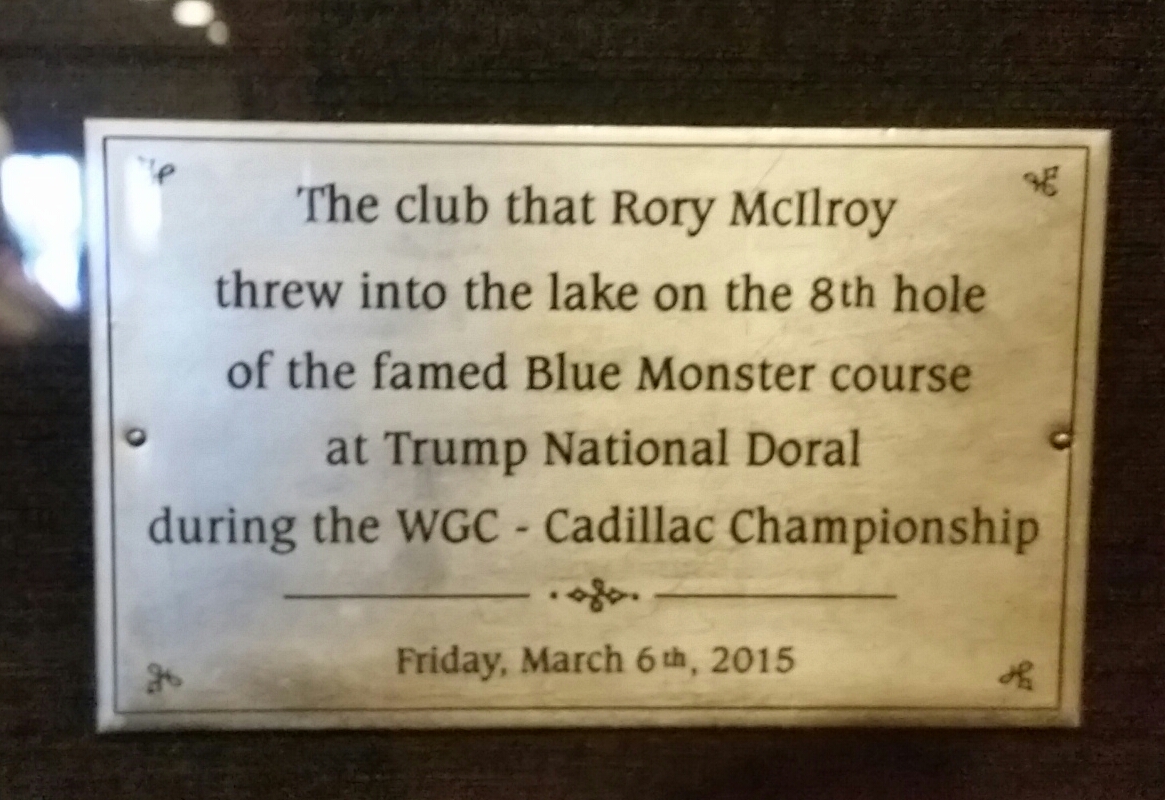 The club that Rory McIlroy
threw into the lake on the 8th hole
of the famed Blue Monster course
at Trump National Doral
during the WGC - Cadillac Championship
Friday, March 6th, 2015